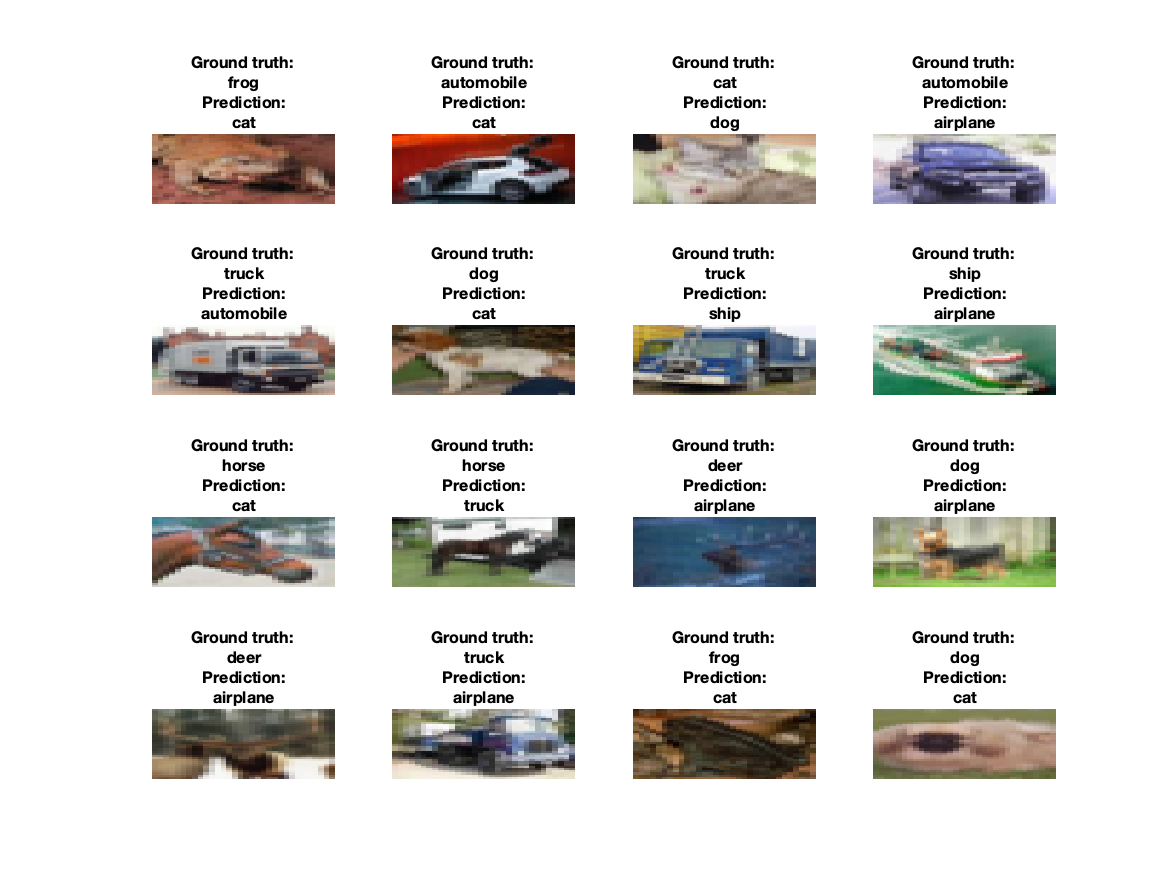 Ground truth:
frog
Prediction:
cat
Ground truth:
automobile
Prediction:
cat
Ground truth:
cat
Prediction:
dog
Ground truth:
automobile
Prediction:
airplane
Ground truth:
truck
Prediction:
automobile
Ground truth:
dog
Prediction:
cat
Ground truth:
truck
Prediction:
ship
Ground truth:
ship
Prediction:
airplane
Ground truth:
horse
Prediction:
cat
Ground truth:
horse
Prediction:
truck
Ground truth:
deer
Prediction:
airplane
Ground truth:
dog
Prediction:
airplane
Ground truth:
deer
Prediction:
airplane
Ground truth:
truck
Prediction:
airplane
Ground truth:
frog
Prediction:
cat
Ground truth:
dog
Prediction:
cat